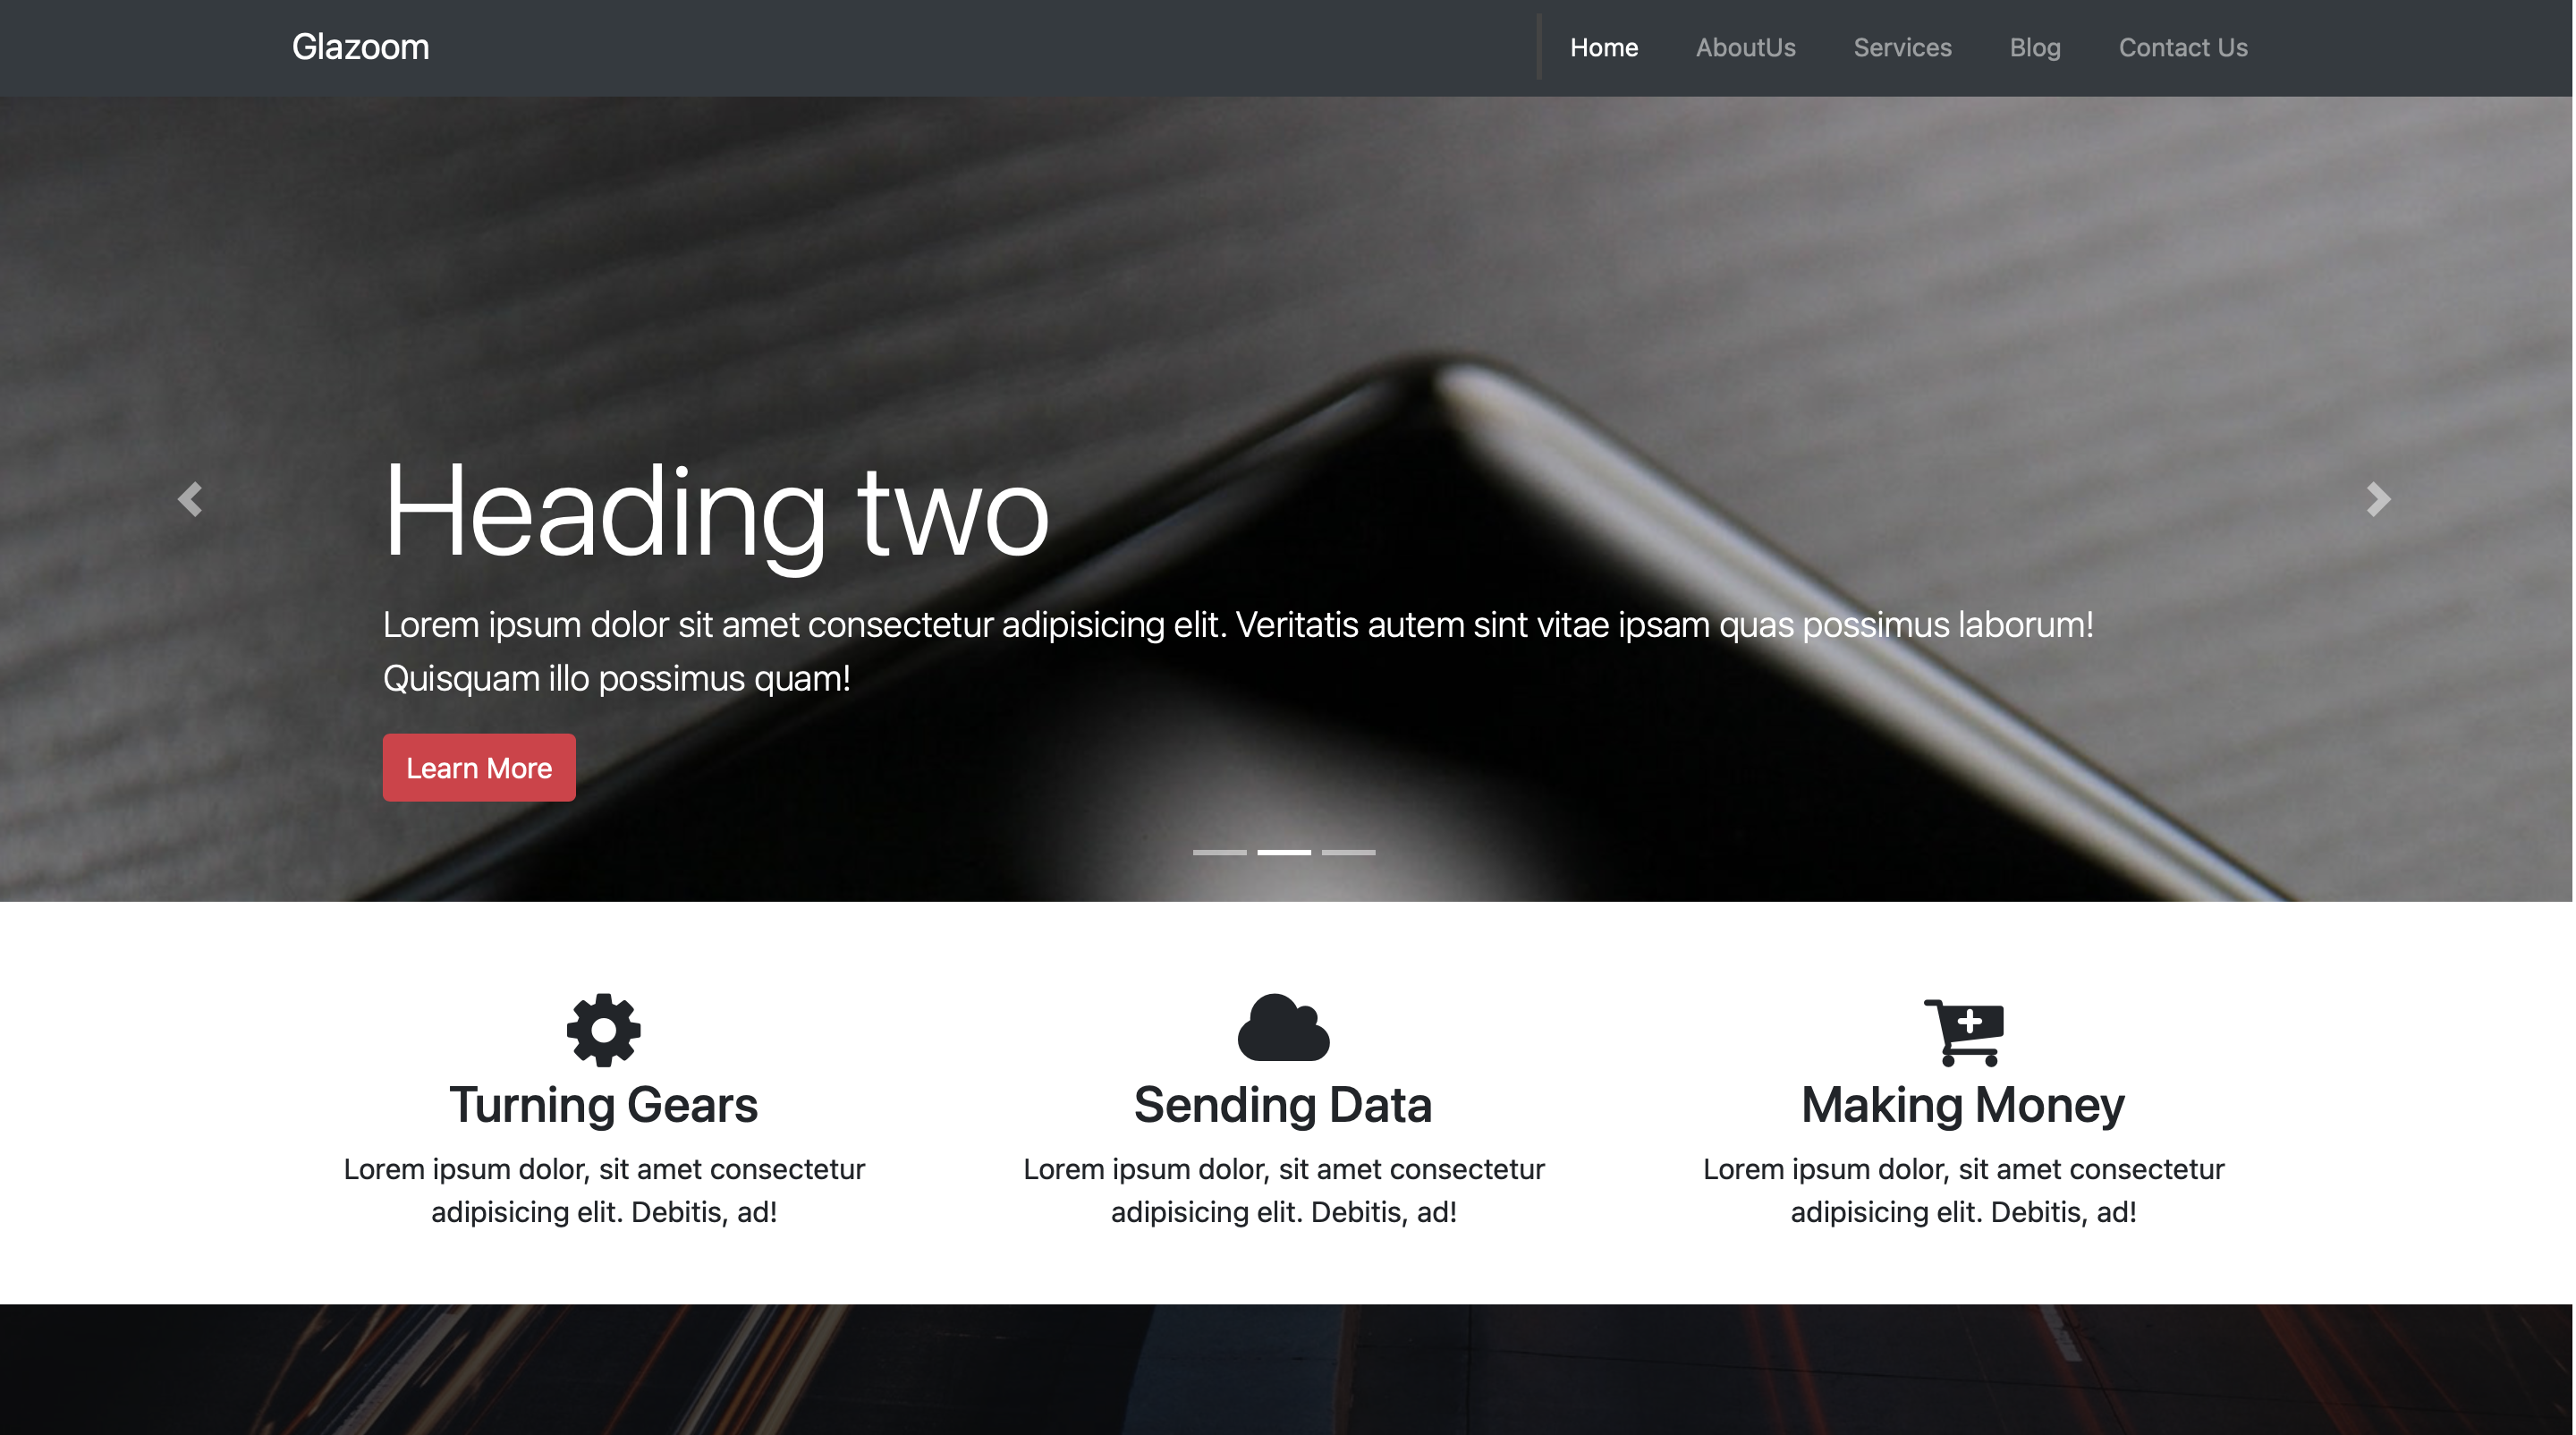 Glazoom
Home AboutUs Services Blog Contact Us
Heading two
Lorem ipsum dolor sit amet consectetur adipisicing elit. Veritatis autem sint vitae ipsam quas possimus laborum!
Quisquam illo possimus quam!
Learn More
Turning Gears
Lorem ipsum dolor, sit amet consectetur
adipisicing elit. Debitis, ad!
Sending Data
Lorem ipsum dolor, sit amet consectetur
adipisicing elit. Debitis, ad!
Making Money
Lorem ipsum dolor, sit amet consectetur
adipisicing elit. Debitis, ad!